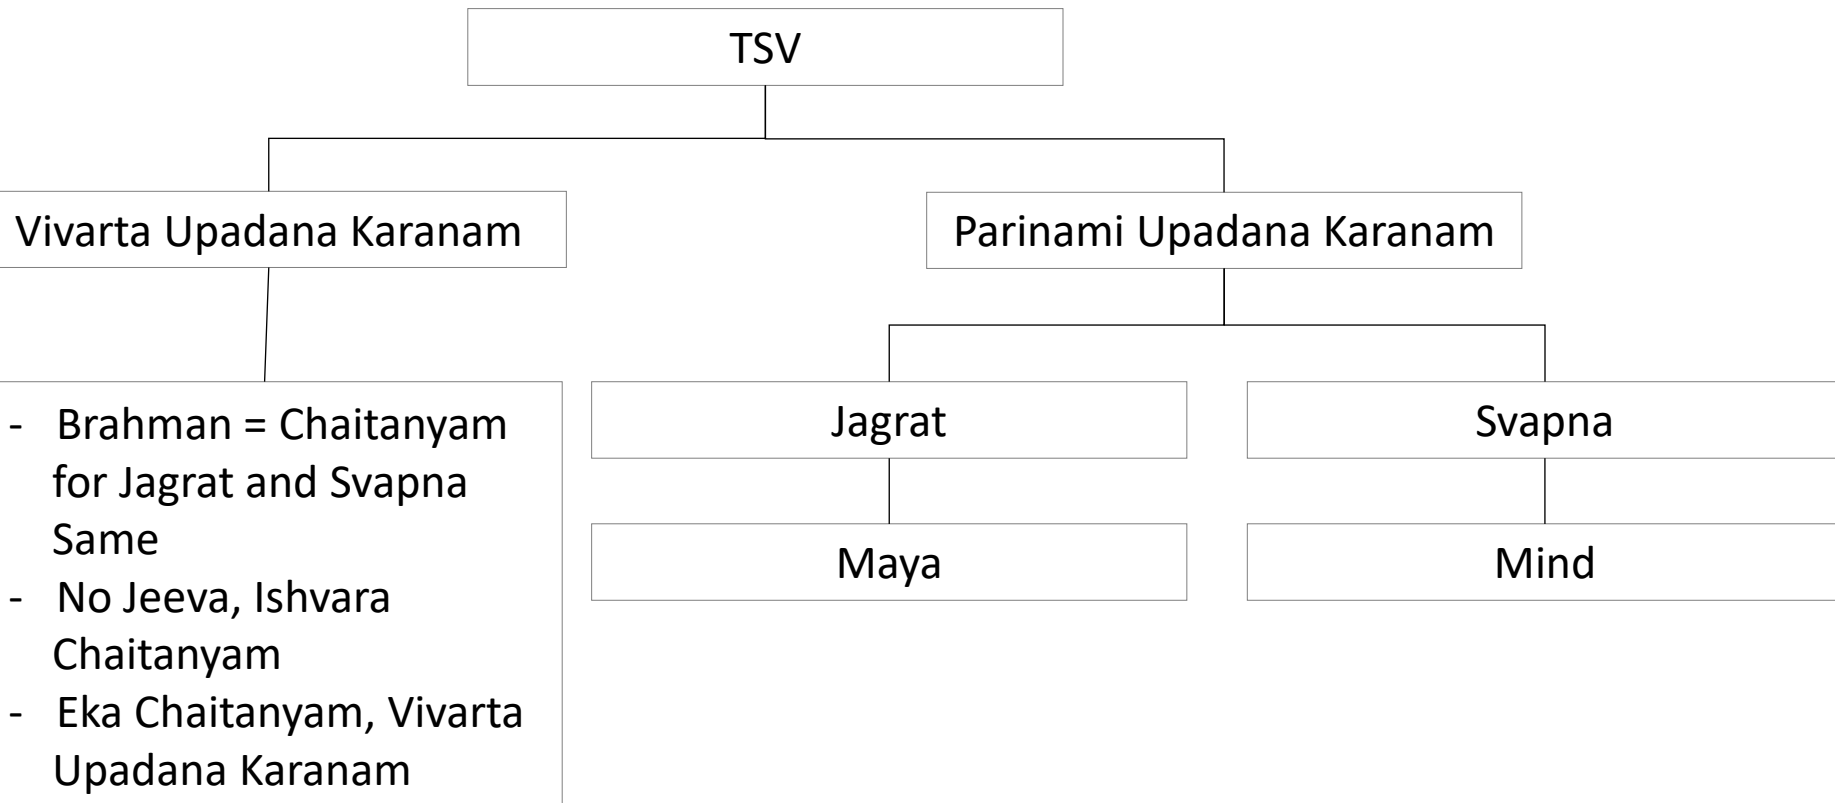 TSV
Vivarta Upadana Karanam
Parinami Upadana Karanam
- Brahman = Chaitanyam
for Jagrat and Svapna
Same
- No Jeeva, Ishvara
Chaitanyam
- Eka Chaitanyam, Vivarta
Upadana Karanam
Jagrat
Svapna
Maya
Mind